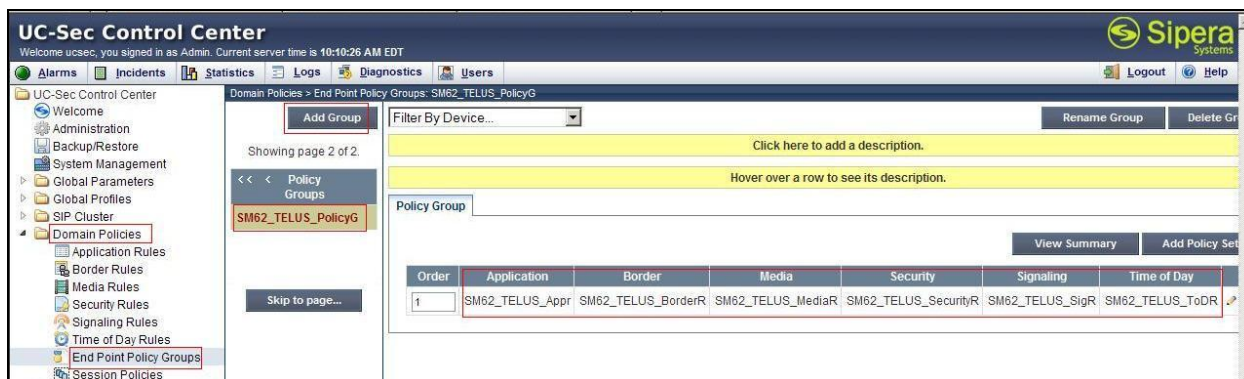 UC-Sec Control Center
Welcome ucsec, you signed in as Admin. Current server time is 10:10:26 AM EDT
Sipera
Systems
Alarms Incidents Statistics Logs Diagnostics Users Logout Help
UC-Sec Control Center
Welcome
Administration
Backup/Restore
System Management
Global Parameters
Global Profiles
SIP Cluster
Domain Policies
Application Rules
Border Rules
Media Rules
Security Rules
Signaling Rules
Time of Day Rules
End Point Policy Groups
Session Policies
Domain Policies > End Point Policy Groups: SM62_TELUS_PolicyG
Add Group
Showing page 2 of 2.
<< < Policy
Groups
SM62_TELUS_PolicyG
Skip to page...
Filter By Device...
Rename Group Delete Gr
Click here to add a description.
Hover over a row to see its description.
Policy Group
View Summary Add Policy Set
Order Application Border Media Security Signaling Time of Day
1 SM62_TELUS_Appr SM62_TELUS_BorderR SM62_TELUS_MediaR SM62_TELUS_SecurityR SM62_TELUS_SigR SM62_TELUS_ToDR